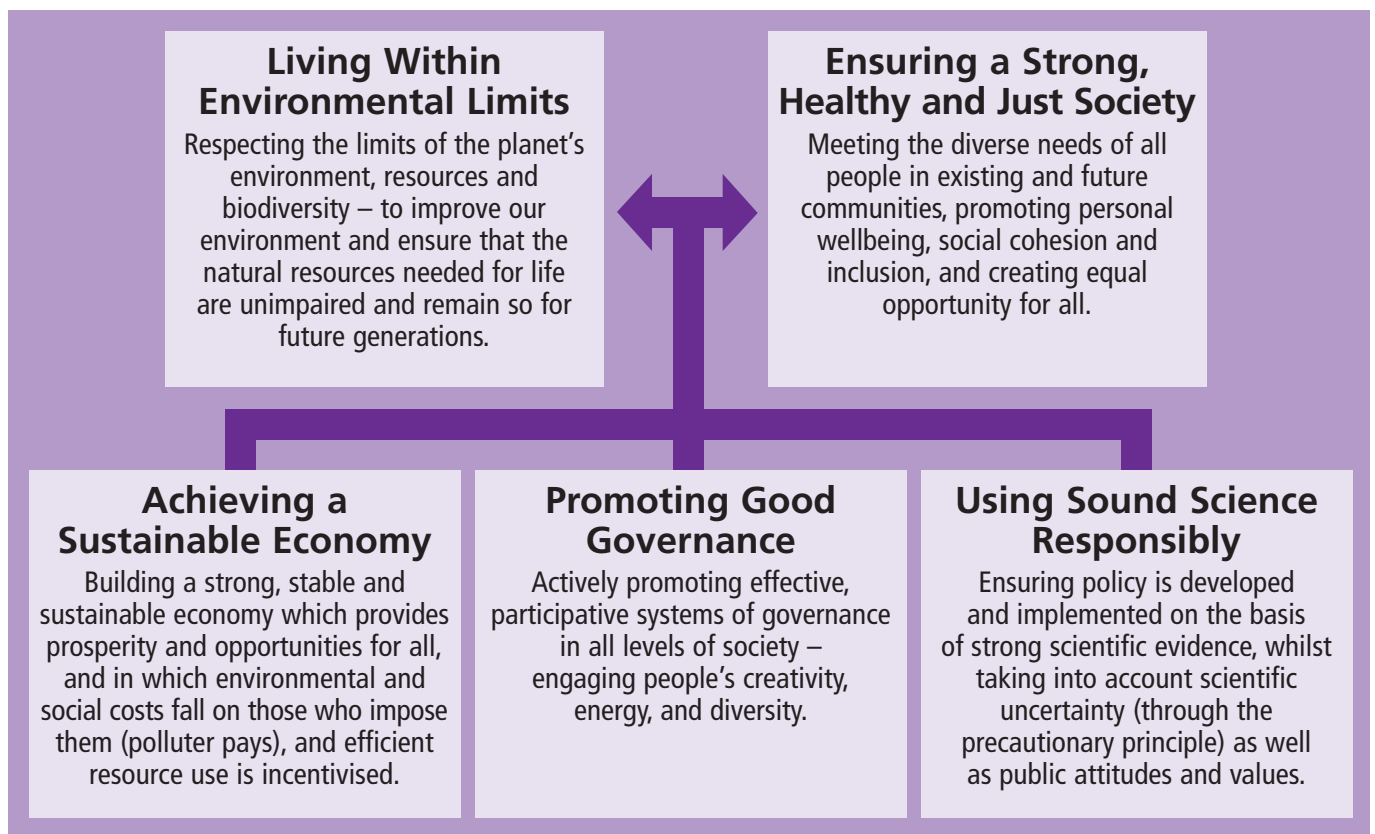 Living Within
Environmental Limits
Respecting the limits of the planet’s
environment, resources and
biodiversity – to improve our
environment and ensure that the
natural resources needed for life
are unimpaired and remain so for
future generations.
Ensuring a Strong,
Healthy and Just Society
Meeting the diverse needs of all
people in existing and future
communities, promoting personal
wellbeing, social cohesion and
inclusion, and creating equal
opportunity for all.
Achieving a
Sustainable Economy
Building a strong, stable and
sustainable economy which provides
prosperity and opportunities for all,
and in which environmental and
social costs fall on those who impose
them (polluter pays), and efficient
resource use is incentivised.
Promoting Good
Governance
Actively promoting effective,
participative systems of governance
in all levels of society –
engaging people’s creativity,
energy, and diversity.
Using Sound Science
Responsibly
Ensuring policy is developed
and implemented on the basis
of strong scientific evidence, whilst
taking into account scientific
uncertainty (through the
precautionary principle) as well
as public attitudes and values.